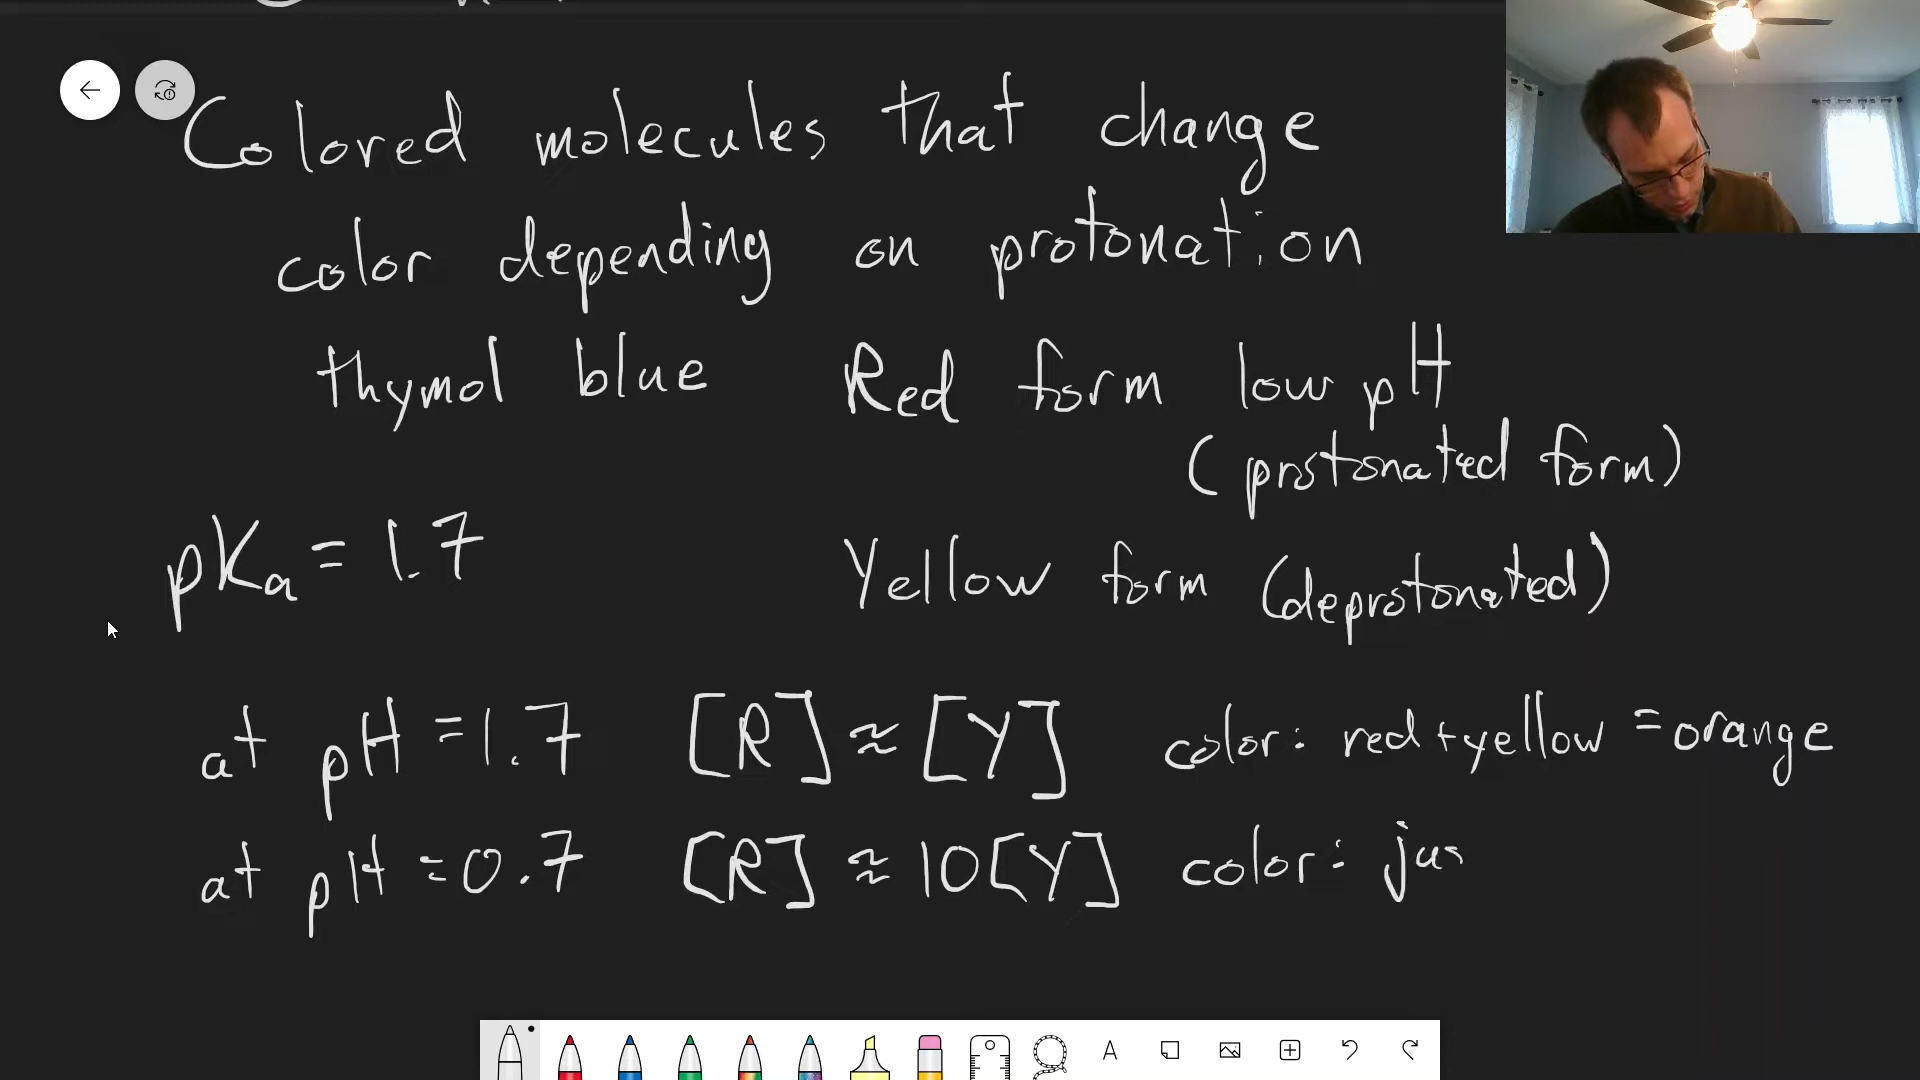 Colored molecules that change
color depending on protonation
thymol blue Red form low pH
(protonated form)
pKa = 1.7 Yellow form (deprotonated)
at pH = 1.7 [R] ≈ [Y] color: red + yellow = orange
at pH = 0.7 [R] ≈ 10[Y] color: jus
A